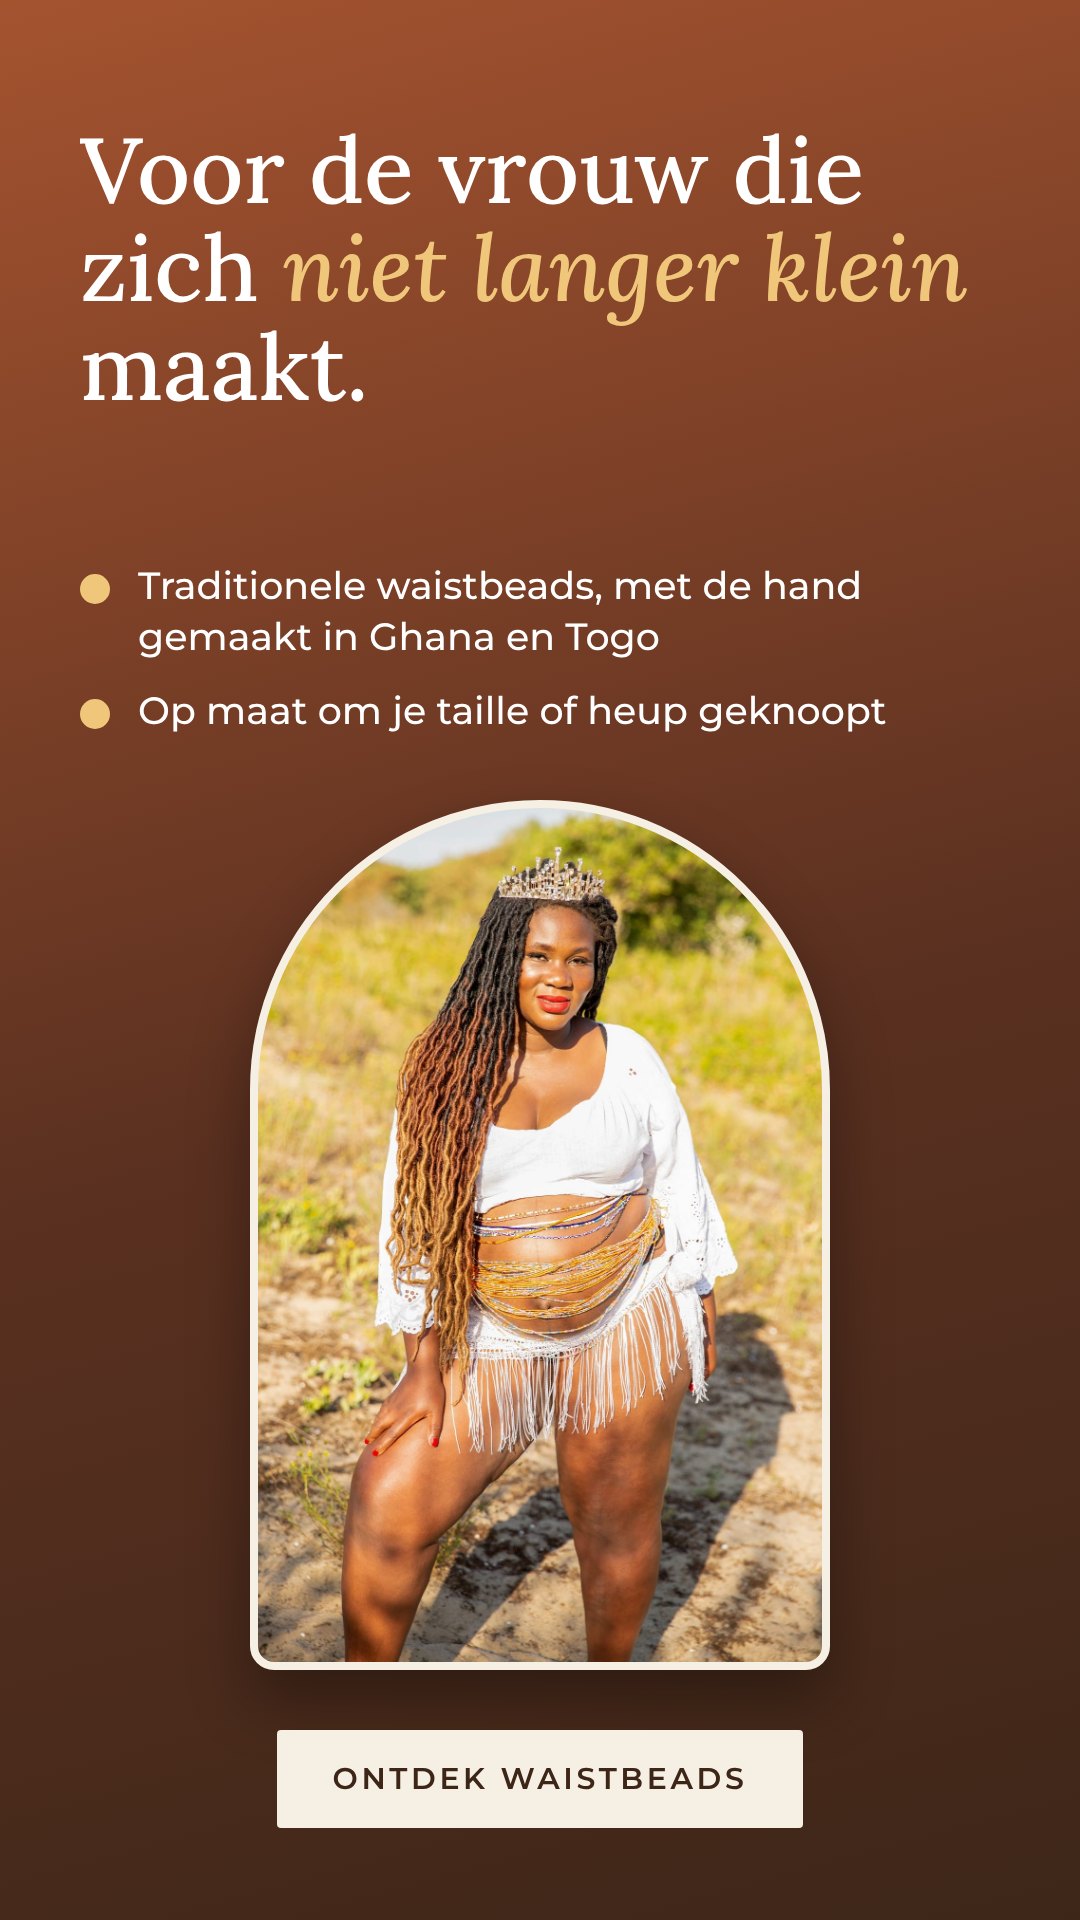 Voor de vrouw die
zich niet langer klein
maakt.
Traditionele waistbeads, met de hand
gemaakt in Ghana en Togo
Op maat om je taille of heup geknoopt
ONTDEK WAISTBEADS